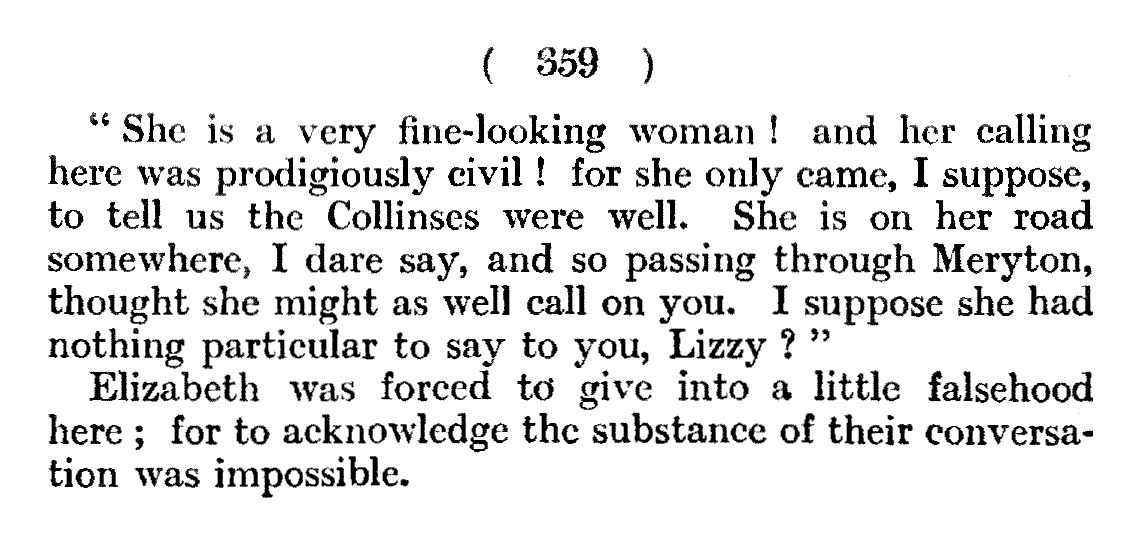 ( 359 )
“ She is a very fine-looking woman ! and her calling
here was prodigiously civil ! for she only came, I suppose,
to tell us the Collinses were well. She is on her road
somewhere, I dare say, and so passing through Meryton,
thought she might as well call on you. I suppose she had
nothing particular to say to you, Lizzy ? ”
Elizabeth was forced to give into a little falsehood
here ; for to acknowledge the substance of their conversa-
tion was impossible.